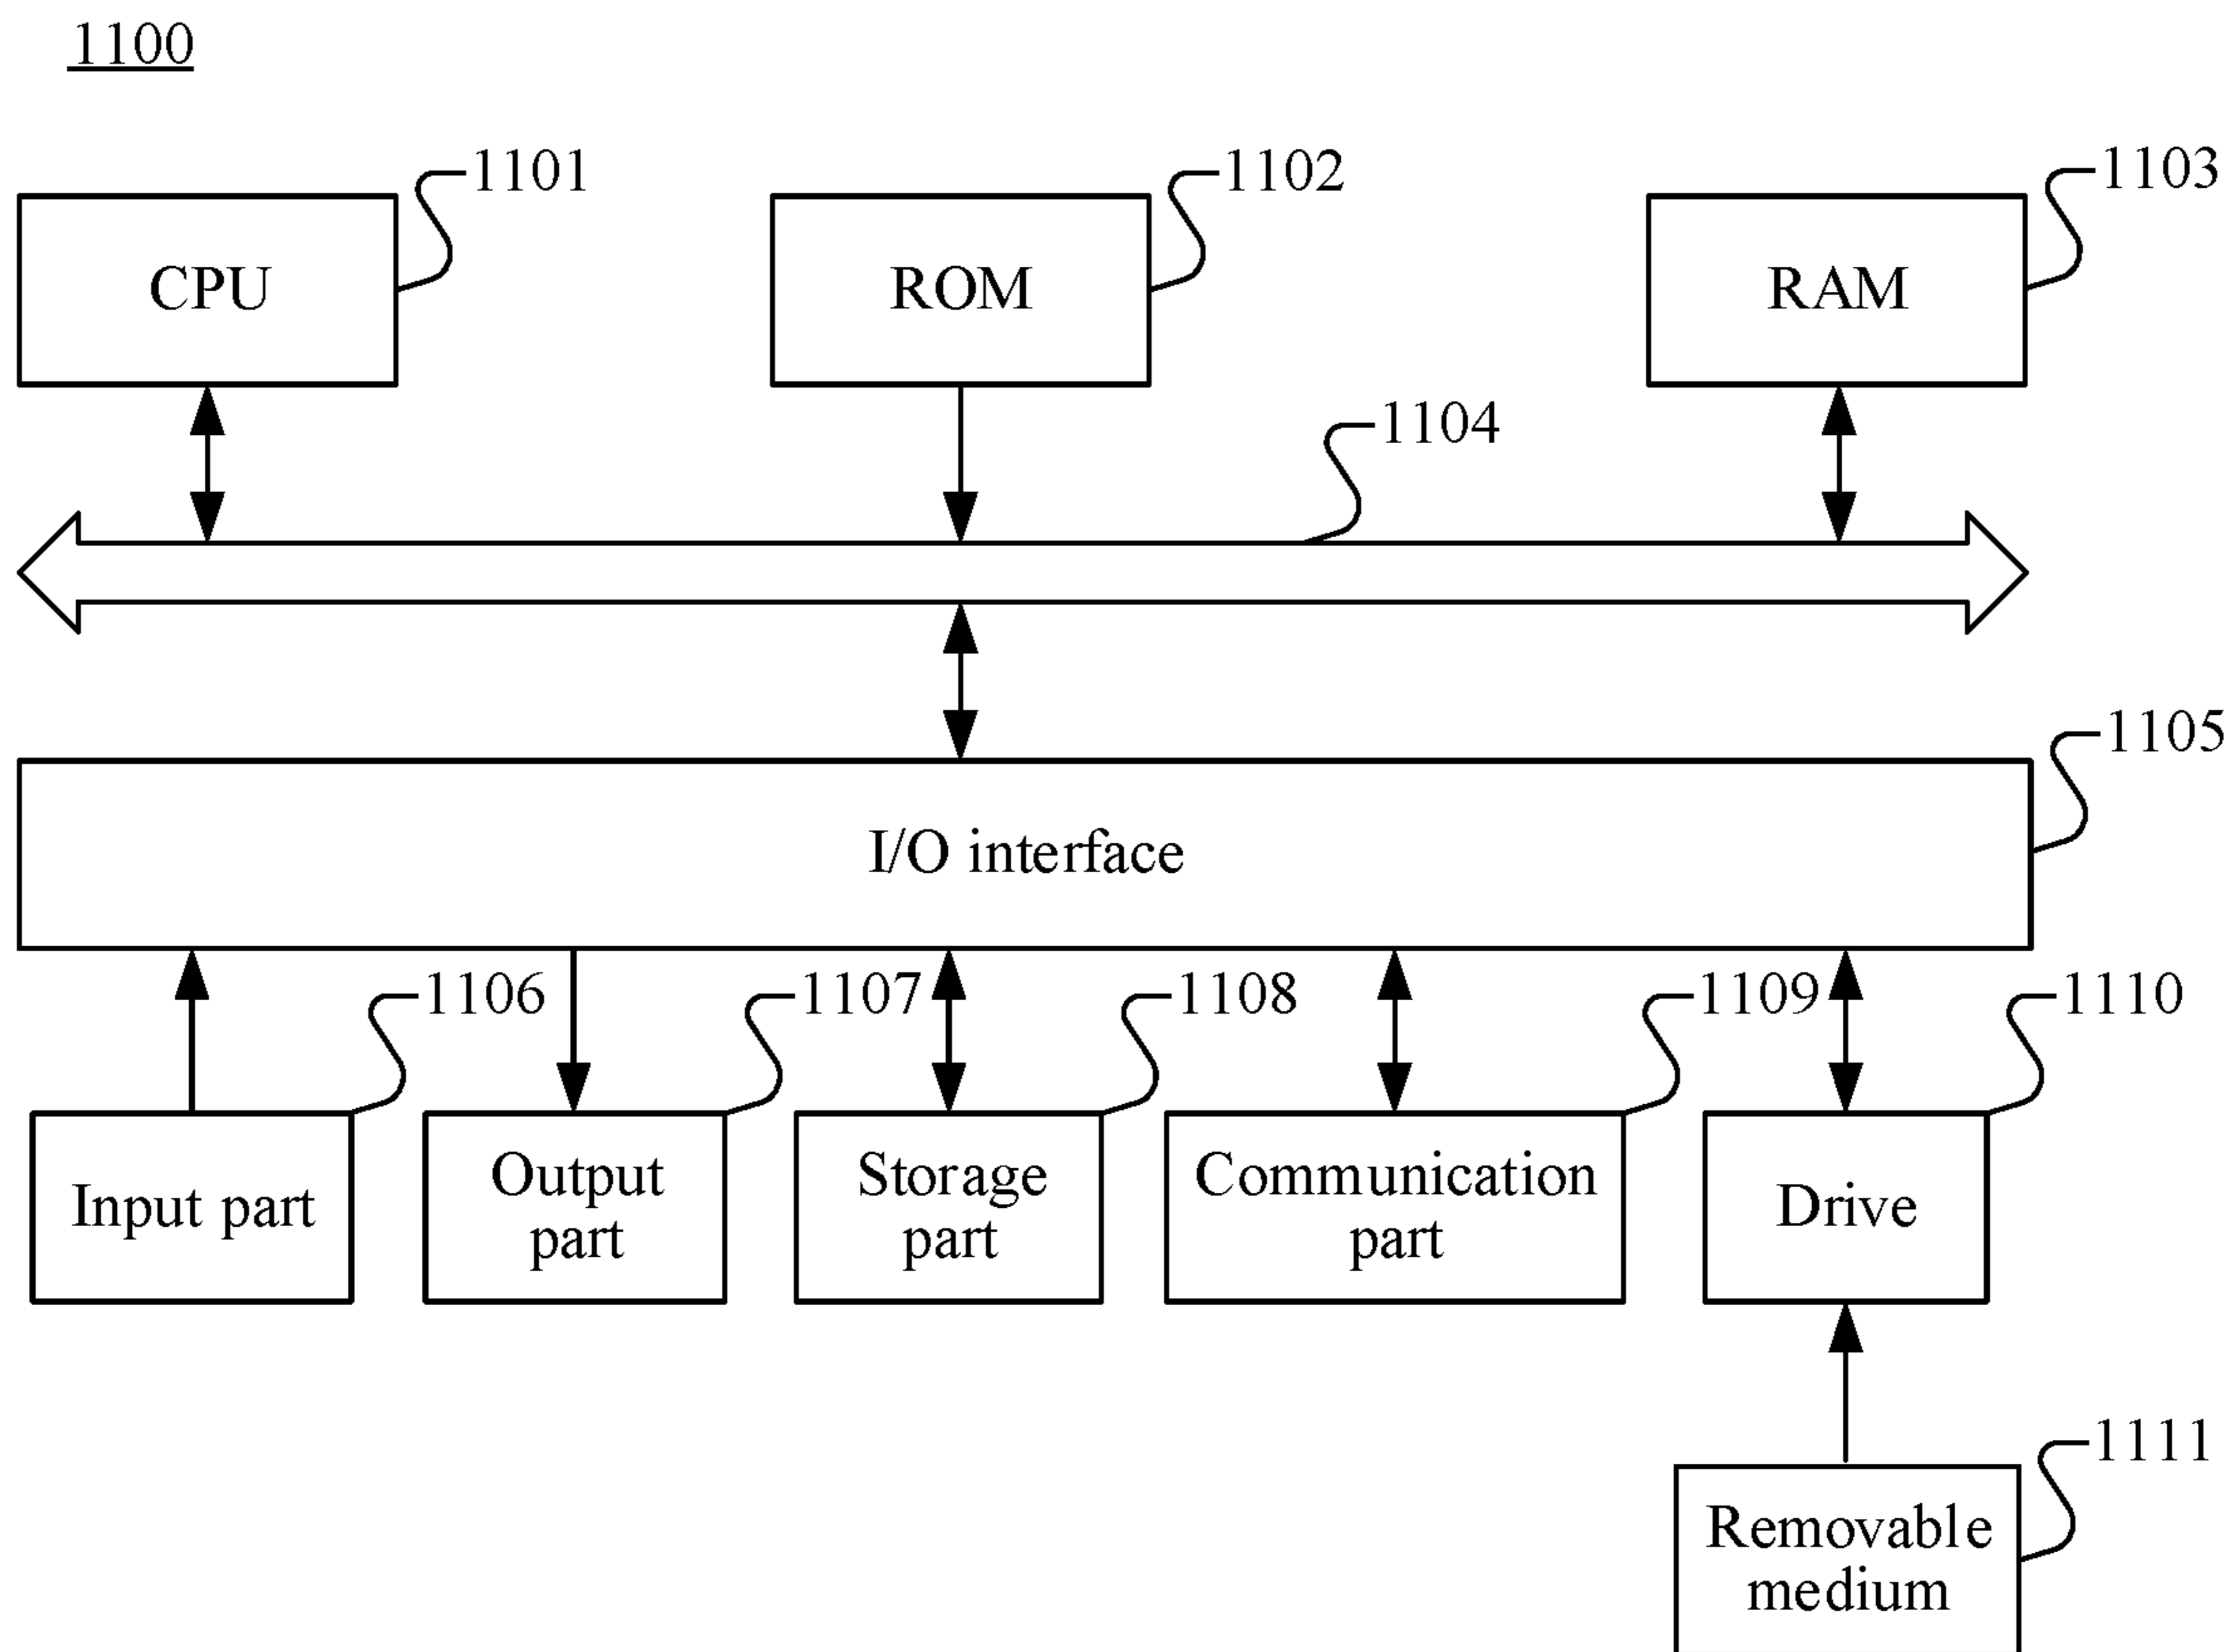 1100
1101
1102
1103
CPU
ROM
RAM
1104
1105
I/O interface
1106
1107
1108
1109
1110
Input part
Output
part
Storage
part
Communication
part
Drive
1111
Removable
medium